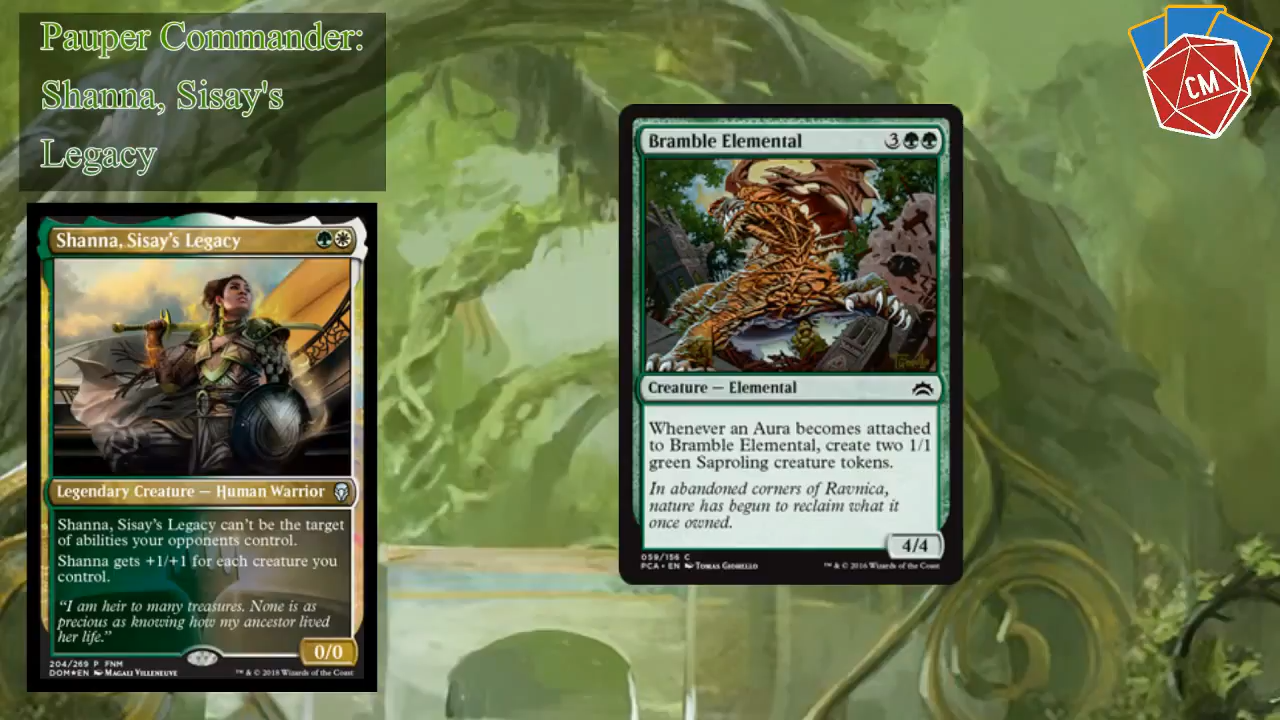 Pauper Commander:
Shanna, Sisay's
Legacy
CM
Shanna, Sisay's Legacy
Legendary Creature — Human Warrior
Shanna, Sisay's Legacy can't be the target
of abilities your opponents control.
Shanna gets +1/+1 for each creature you
control.
"I am heir to many treasures. None is as
precious as knowing how my ancestor lived
her life."
0/0
204/269 P FNM
DOM★EN Magali Villeneuve
™ & © 2018 Wizards of the Coast
Bramble Elemental 3
Creature — Elemental
Whenever an Aura becomes attached
to Bramble Elemental, create two 1/1
green Saproling creature tokens.
In abandoned corners of Ravnica,
nature has begun to reclaim what it
once owned.
4/4
059/156 C
PCA • EN Tomas Giorello
™ & © 2016 Wizards of the Coast